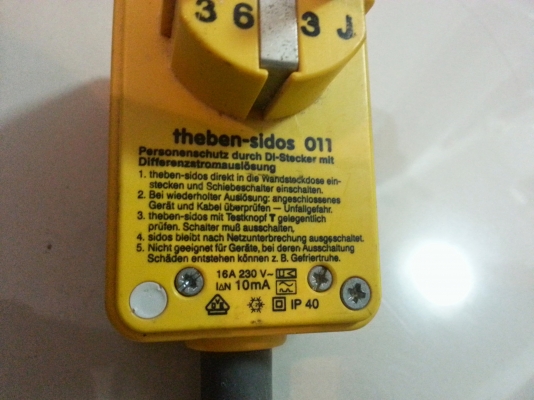 3 6 3 J
theben-sidos 011
Personenschutz durch DI-Stecker mit
Differenzstromauslösung
1. theben-sidos direkt in die Wandsteckdose ein-
stecken und Schiebeschalter einschalten.
2. Bei wiederholter Auslösung: angeschlossenes
Gerät und Kabel überprüfen – Unfallgefahr.
3. theben-sidos mit Testknopf T gelegentlich
prüfen. Schalter muß ausschalten.
4. sidos bleibt nach Netzunterbrechung ausgeschaltet.
5. Nicht geeignet für Geräte, bei deren Ausschaltung
Schäden entstehen können z. B. Gefriertruhe.
16A 230 V~
I∆N 10mA
IP 40